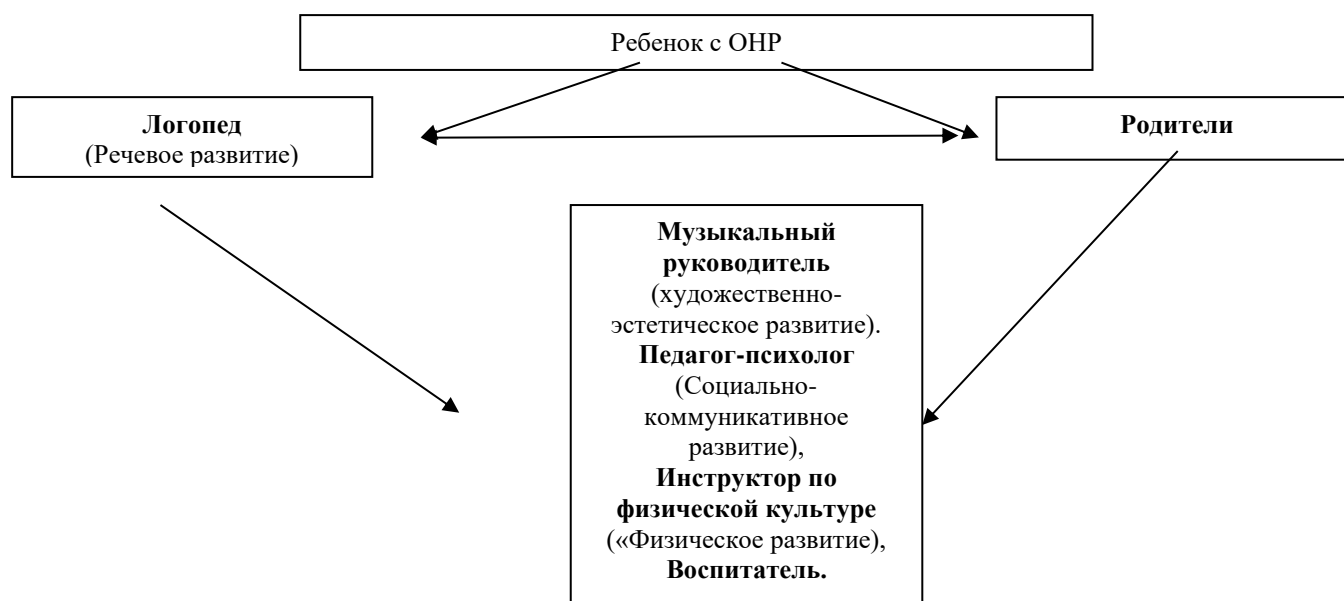 Ребенок с ОНР
Логопед
(Речевое развитие)
Родители
Музыкальный
руководитель
(художественно-
эстетическое развитие).
Педагог-психолог
(Социально-
коммуникативное
развитие),
Инструктор по
физической культуре
(«Физическое развитие),
Воспитатель.